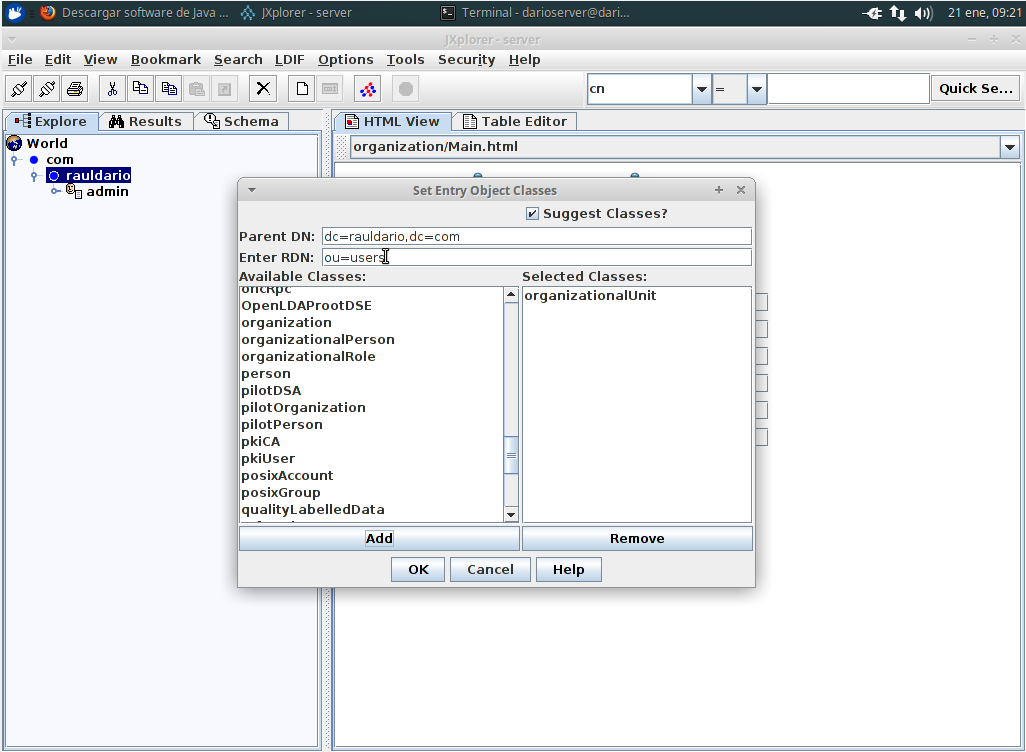 Descargar software de Java ... JXplorer - server Terminal - darioserver@dari... 21 ene, 09:21
JXplorer - server
File Edit View Bookmark Search LDIF Options Tools Security Help
cn = Quick Se...
Explore Results Schema HTML View Table Editor
World
com
rauldario
admin
organization/Main.html
Set Entry Object Classes
Suggest Classes?
Parent DN: dc=rauldario,dc=com
Enter RDN: ou=users
Available Classes: Selected Classes:
oncRpc
OpenLDAProotDSE
organization
organizationalPerson
organizationalRole
person
pilotDSA
pilotOrganization
pilotPerson
pkiCA
pkiUser
posixAccount
posixGroup
qualityLabelledData
organizationalUnit
Add Remove
OK Cancel Help